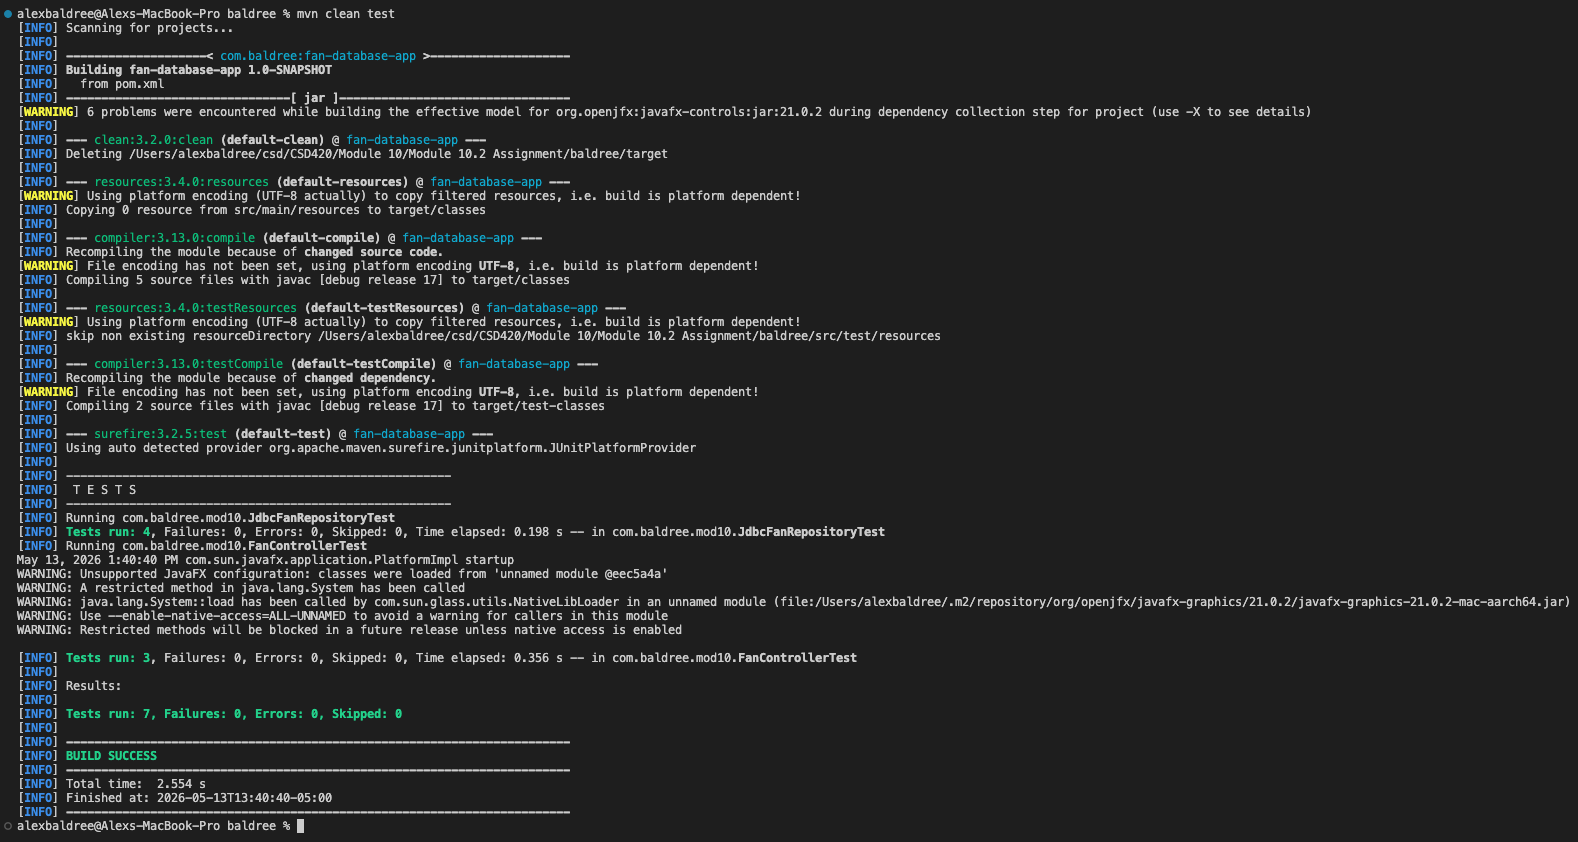 alexbaldree@Alexs-MacBook-Pro baldree % mvn clean test
[INFO] Scanning for projects...
[INFO]
[INFO] ---------------------< com.baldree:fan-database-app >--------------------
[INFO] Building fan-database-app 1.0-SNAPSHOT
[INFO]   from pom.xml
[INFO] --------------------------------[ jar ]---------------------------------
[WARNING] 6 problems were encountered while building the effective model for org.openjfx:javafx-controls:jar:21.0.2 during dependency collection step for project (use -X to see details)
[INFO]
[INFO] --- clean:3.2.0:clean (default-clean) @ fan-database-app ---
[INFO] Deleting /Users/alexbaldree/csd/CSD420/Module 10/Module 10.2 Assignment/baldree/target
[INFO]
[INFO] --- resources:3.4.0:resources (default-resources) @ fan-database-app ---
[WARNING] Using platform encoding (UTF-8 actually) to copy filtered resources, i.e. build is platform dependent!
[INFO] Copying 0 resource from src/main/resources to target/classes
[INFO]
[INFO] --- compiler:3.13.0:compile (default-compile) @ fan-database-app ---
[INFO] Recompiling the module because of changed source code.
[WARNING] File encoding has not been set, using platform encoding UTF-8, i.e. build is platform dependent!
[INFO] Compiling 5 source files with javac [debug release 17] to target/classes
[INFO]
[INFO] --- resources:3.4.0:testResources (default-testResources) @ fan-database-app ---
[WARNING] Using platform encoding (UTF-8 actually) to copy filtered resources, i.e. build is platform dependent!
[INFO] skip non existing resourceDirectory /Users/alexbaldree/csd/CSD420/Module 10/Module 10.2 Assignment/baldree/src/test/resources
[INFO]
[INFO] --- compiler:3.13.0:testCompile (default-testCompile) @ fan-database-app ---
[INFO] Recompiling the module because of changed dependency.
[WARNING] File encoding has not been set, using platform encoding UTF-8, i.e. build is platform dependent!
[INFO] Compiling 2 source files with javac [debug release 17] to target/test-classes
[INFO]
[INFO] --- surefire:3.2.5:test (default-test) @ fan-database-app ---
[INFO] Using auto detected provider org.apache.maven.surefire.junitplatform.JUnitPlatformProvider
[INFO]
[INFO] -------------------------------------------------------
[INFO]  T E S T S
[INFO] -------------------------------------------------------
[INFO] Running com.baldree.mod10.JdbcFanRepositoryTest
[INFO] Tests run: 4, Failures: 0, Errors: 0, Skipped: 0, Time elapsed: 0.198 s -- in com.baldree.mod10.JdbcFanRepositoryTest
[INFO] Running com.baldree.mod10.FanControllerTest
May 13, 2026 1:40:40 PM com.sun.javafx.application.PlatformImpl startup
WARNING: Unsupported JavaFX configuration: classes were loaded from 'unnamed module @eec5a4a'
WARNING: A restricted method in java.lang.System has been called
WARNING: java.lang.System::load has been called by com.sun.glass.utils.NativeLibLoader in an unnamed module (file:/Users/alexbaldree/.m2/repository/org/openjfx/javafx-graphics/21.0.2/javafx-graphics-21.0.2-mac-aarch64.jar)
WARNING: Use --enable-native-access=ALL-UNNAMED to avoid a warning for callers in this module
WARNING: Restricted methods will be blocked in a future release unless native access is enabled

[INFO] Tests run: 3, Failures: 0, Errors: 0, Skipped: 0, Time elapsed: 0.356 s -- in com.baldree.mod10.FanControllerTest
[INFO]
[INFO] Results:
[INFO]
[INFO] Tests run: 7, Failures: 0, Errors: 0, Skipped: 0
[INFO]
[INFO] ------------------------------------------------------------------------
[INFO] BUILD SUCCESS
[INFO] ------------------------------------------------------------------------
[INFO] Total time:  2.554 s
[INFO] Finished at: 2026-05-13T13:40:40-05:00
[INFO] ------------------------------------------------------------------------
alexbaldree@Alexs-MacBook-Pro baldree %